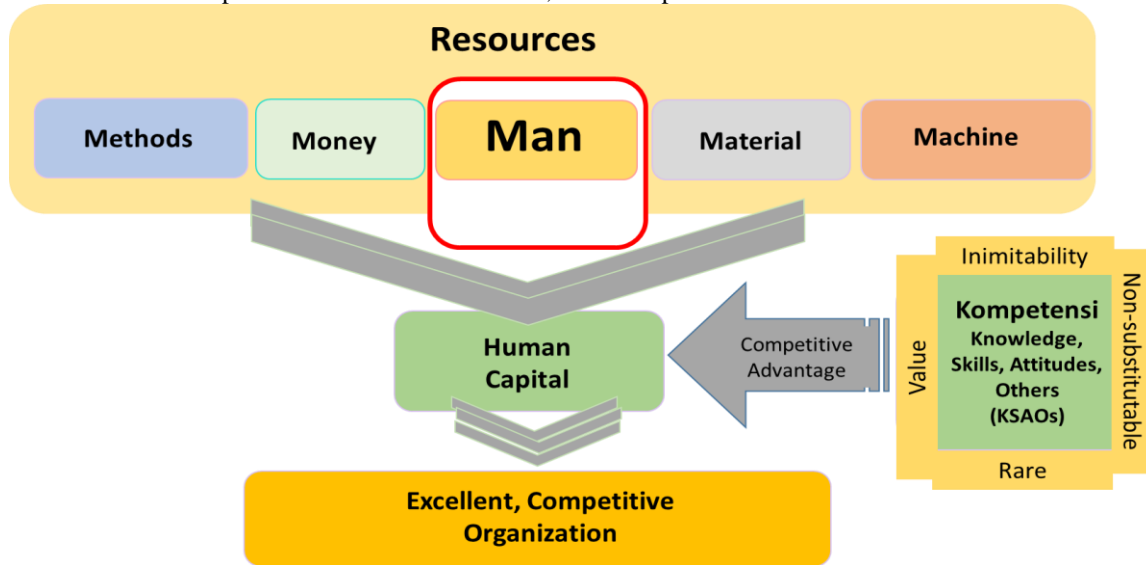 Resources
Methods
Money
Man
Material
Machine
Human
Capital
Competitive
Advantage
Inimitability
Value
Kompetensi
Knowledge,
Skills, Attitudes,
Others
(KSAOs)
Non-substitutable
Rare
Excellent, Competitive
Organization